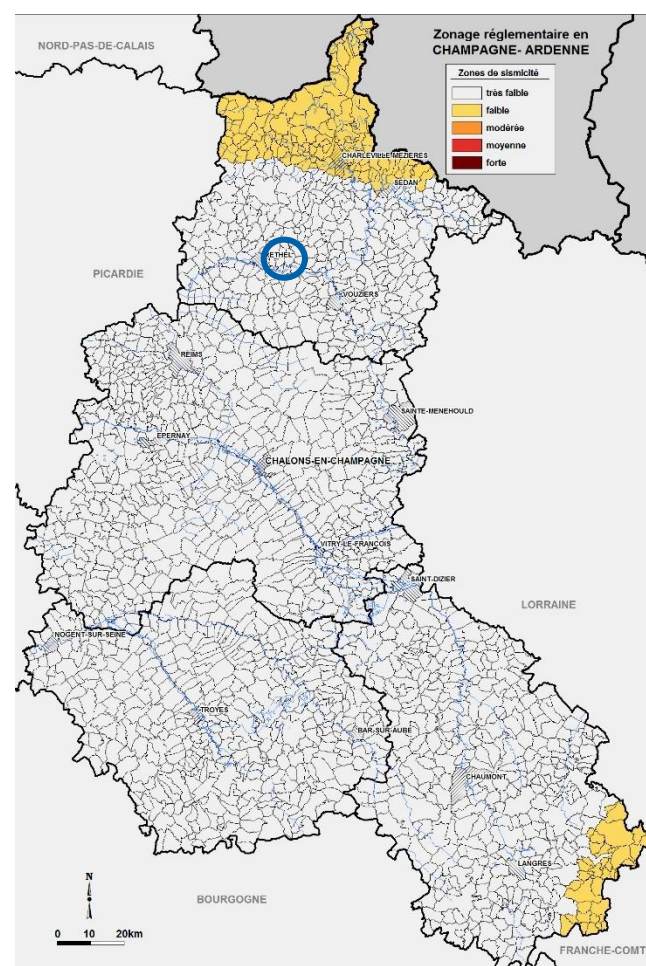 Zonage réglementaire en
CHAMPAGNE- ARDENNE
NORD-PAS-DE-CALAIS
Zones de sismicité
très faible
faible
modérée
moyenne
forte
CHARLEVILLE-MEZIERES
SEDAN
ETHEL
PICARDIE
VOUZIERS
REIMS
SAINTE-MENEHOULD
EPERNAY
CHALONS-EN-CHAMPAGNE
VITRY-LE-FRANCOIS
SAINT-DIZIER
LORRAINE
NOGENT-SUR-SEINE
TROYES
BAR-SUR-AUBE
CHAUMONT
LANGRES
N
BOURGOGNE
0 10 20km
FRANCHE-COMT